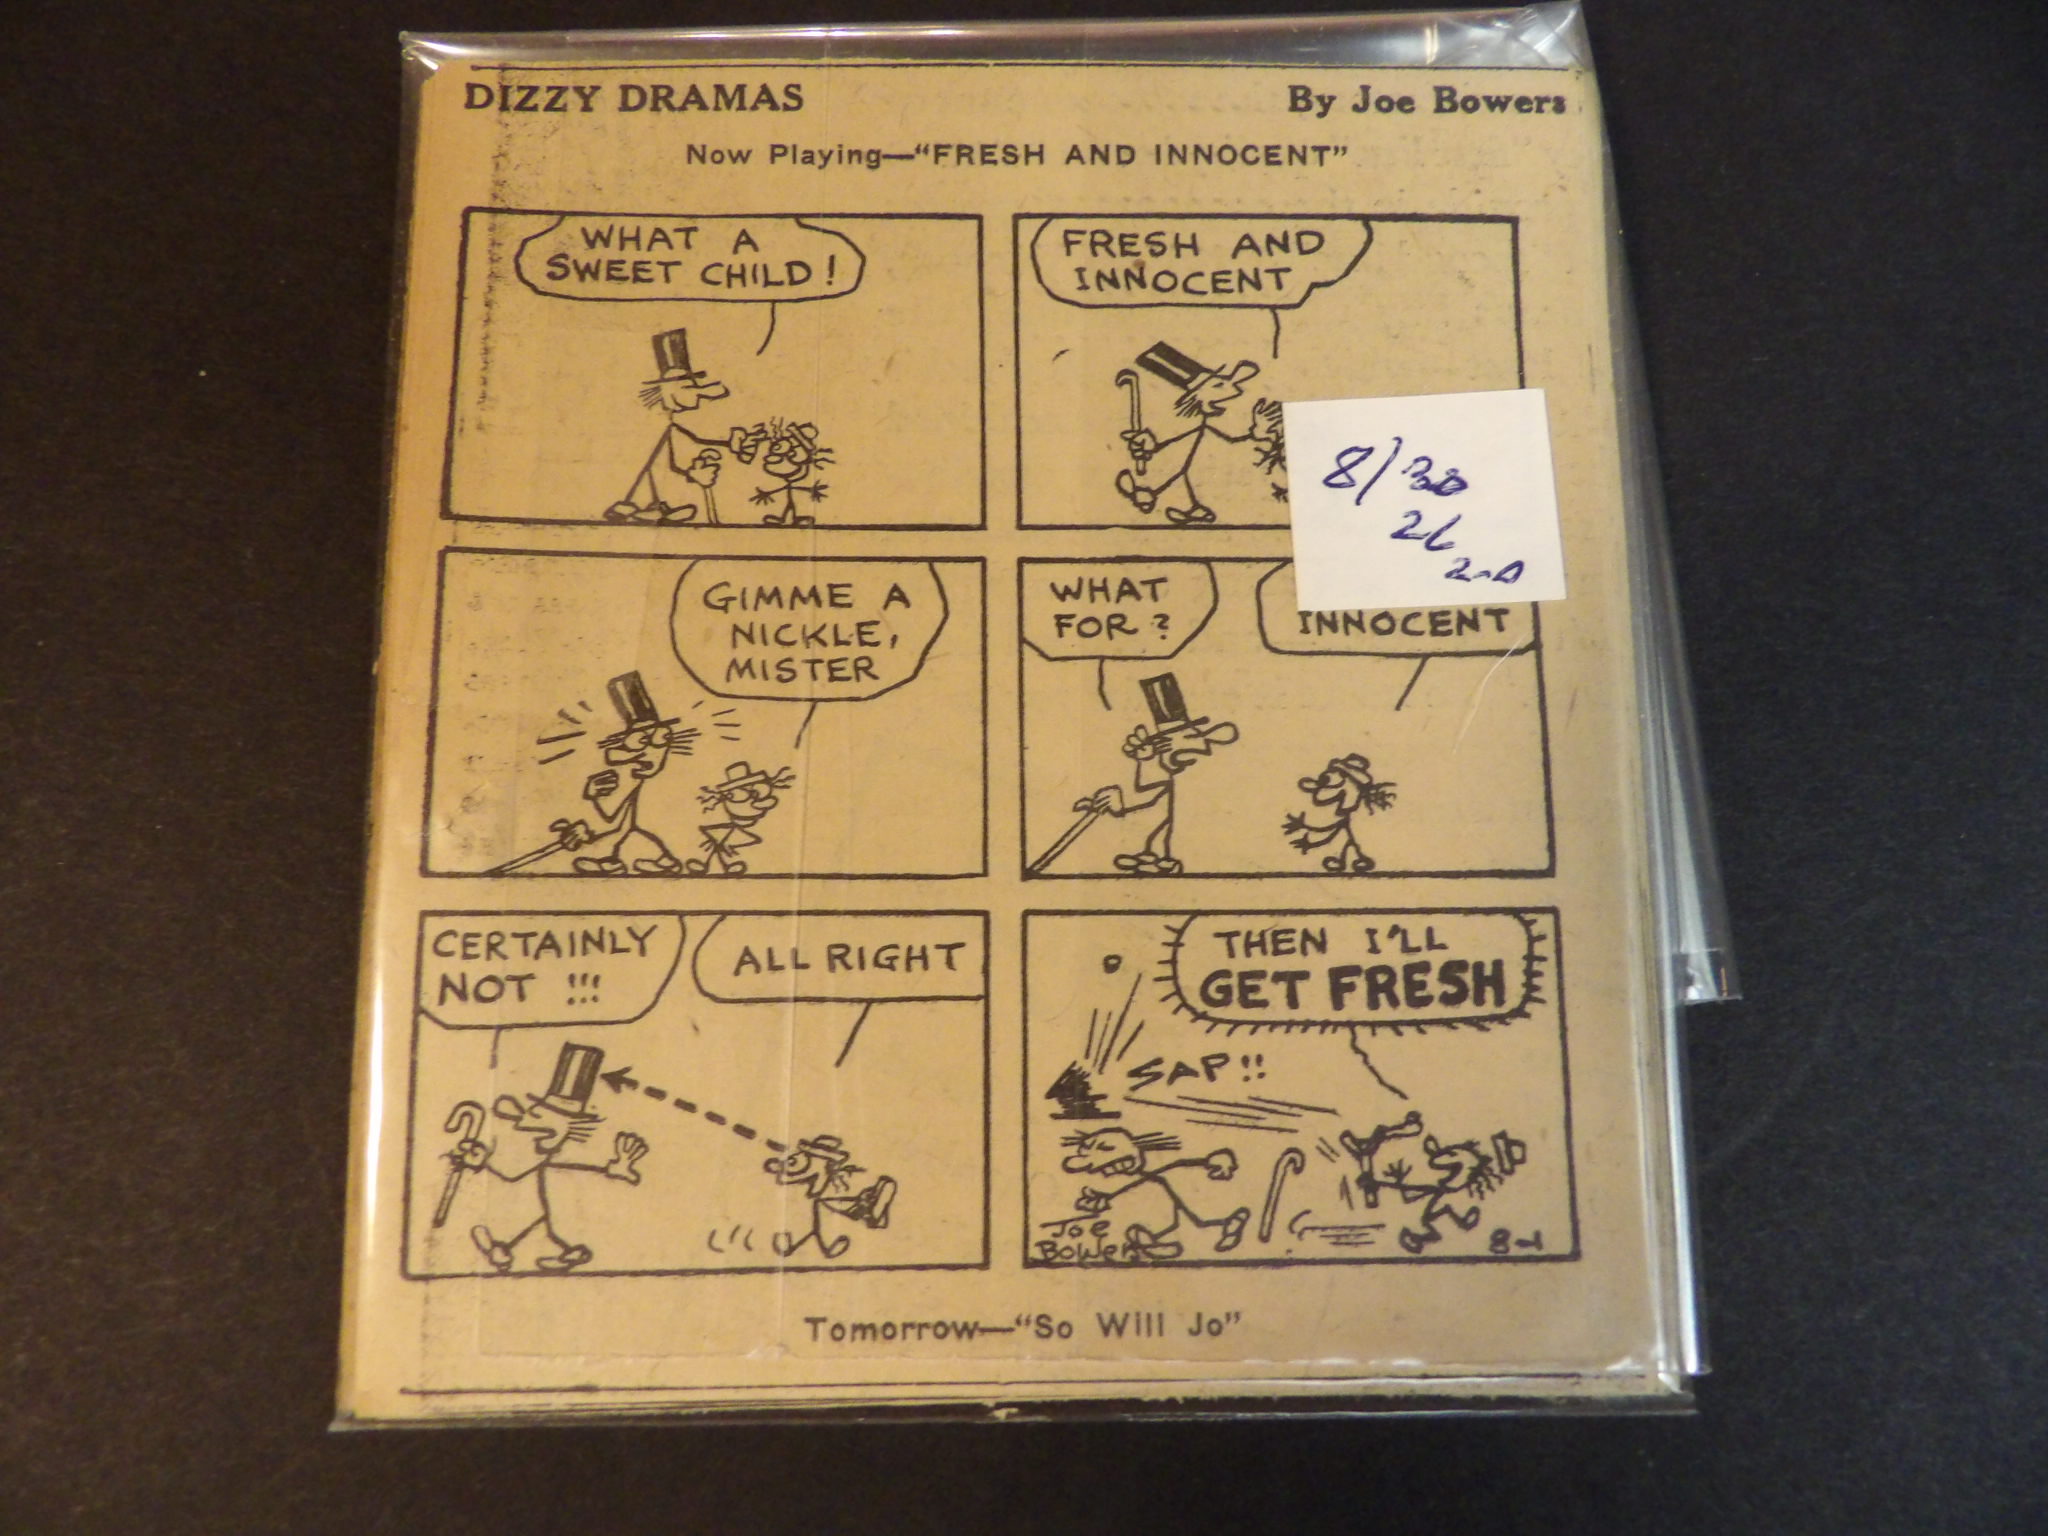 DIZZY DRAMAS
By Joe Bowers
Now Playing—"FRESH AND INNOCENT"
WHAT A
SWEET CHILD!
FRESH AND
INNOCENT
8/30
26
GIMME A
NICKLE,
MISTER
WHAT
FOR?
INNOCENT
CERTAINLY
NOT !!!
ALL RIGHT
THEN I'LL
GET FRESH
SAP!!
Joe
Bowers
8-1
Tomorrow—"So Will Jo"